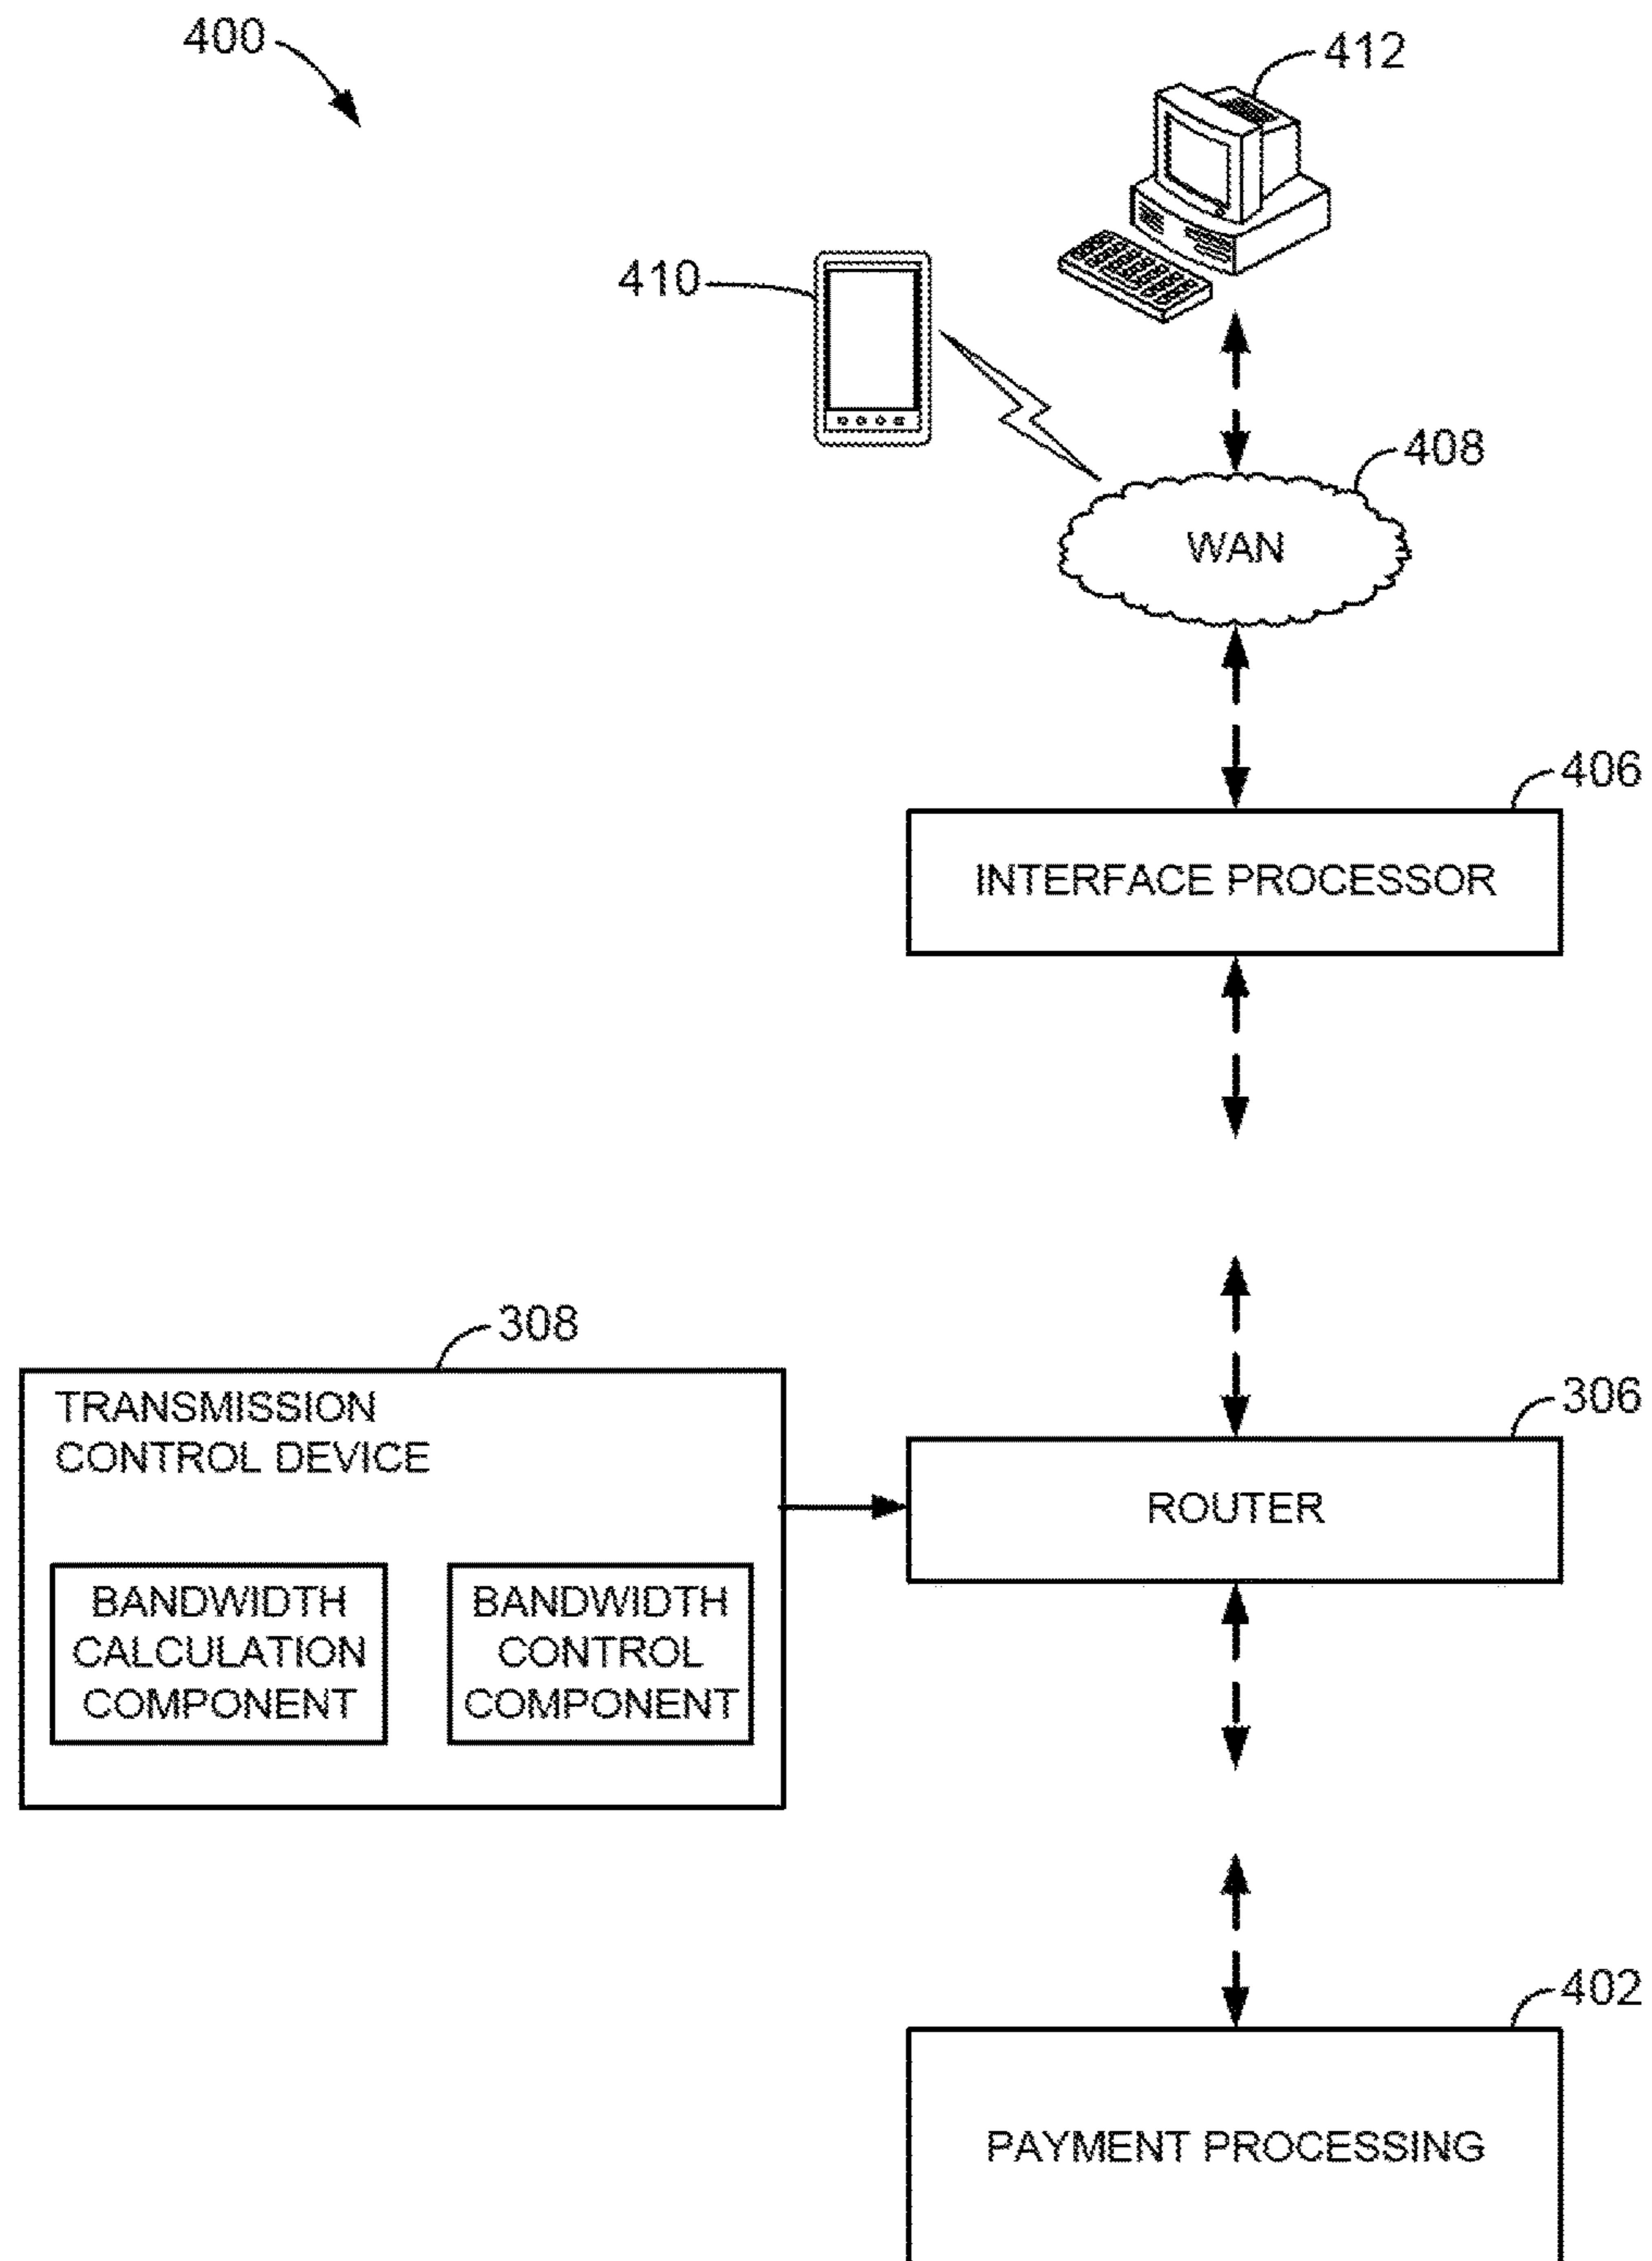 400
412
410
408
WAN
406
INTERFACE PROCESSOR
308
TRANSMISSION
CONTROL DEVICE
306
ROUTER
BANDWIDTH
CALCULATION
COMPONENT
BANDWIDTH
CONTROL
COMPONENT
402
PAYMENT PROCESSING